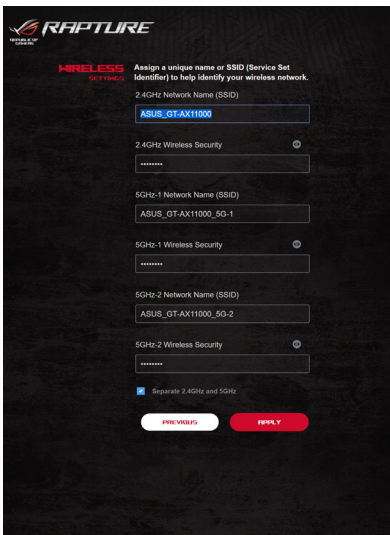 RAPTURE
REPUBLIC OF
GAMERS
WIRELESS
SETTINGS
Assign a unique name or SSID (Service Set
Identifier) to help identify your wireless network.
2.4GHz Network Name (SSID)
ASUS_GT-AX11000
2.4GHz Wireless Security
••••••••
5GHz-1 Network Name (SSID)
ASUS_GT-AX11000_5G-1
5GHz-1 Wireless Security
••••••••
5GHz-2 Network Name (SSID)
ASUS_GT-AX11000_5G-2
5GHz-2 Wireless Security
••••••••
Separate 2.4GHz and 5GHz
PREVIOUS
APPLY